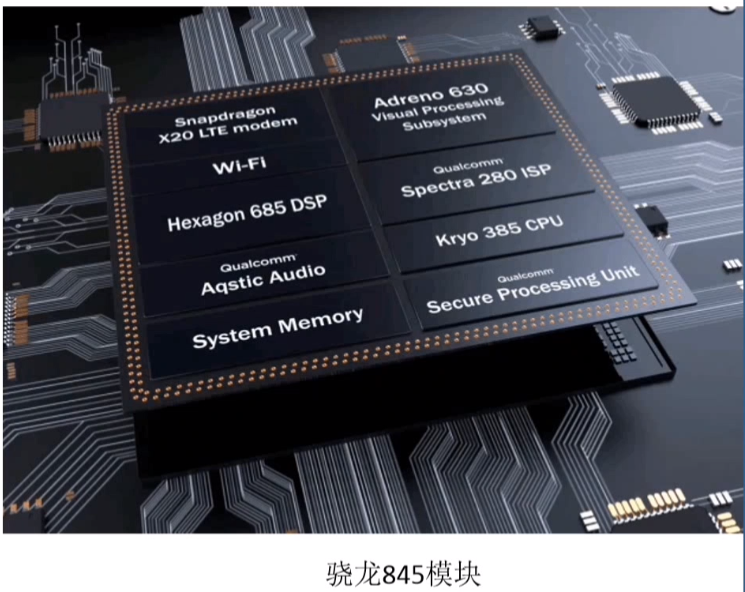 Snapdragon
X20 LTE modem
Wi-Fi
Hexagon 685 DSP
Qualcomm
Aqstic Audio
System Memory
Adreno 630
Visual Processing
Subsystem
Qualcomm
Spectra 280 ISP
Kryo 385 CPU
Qualcomm
Secure Processing Unit
骁龙845模块